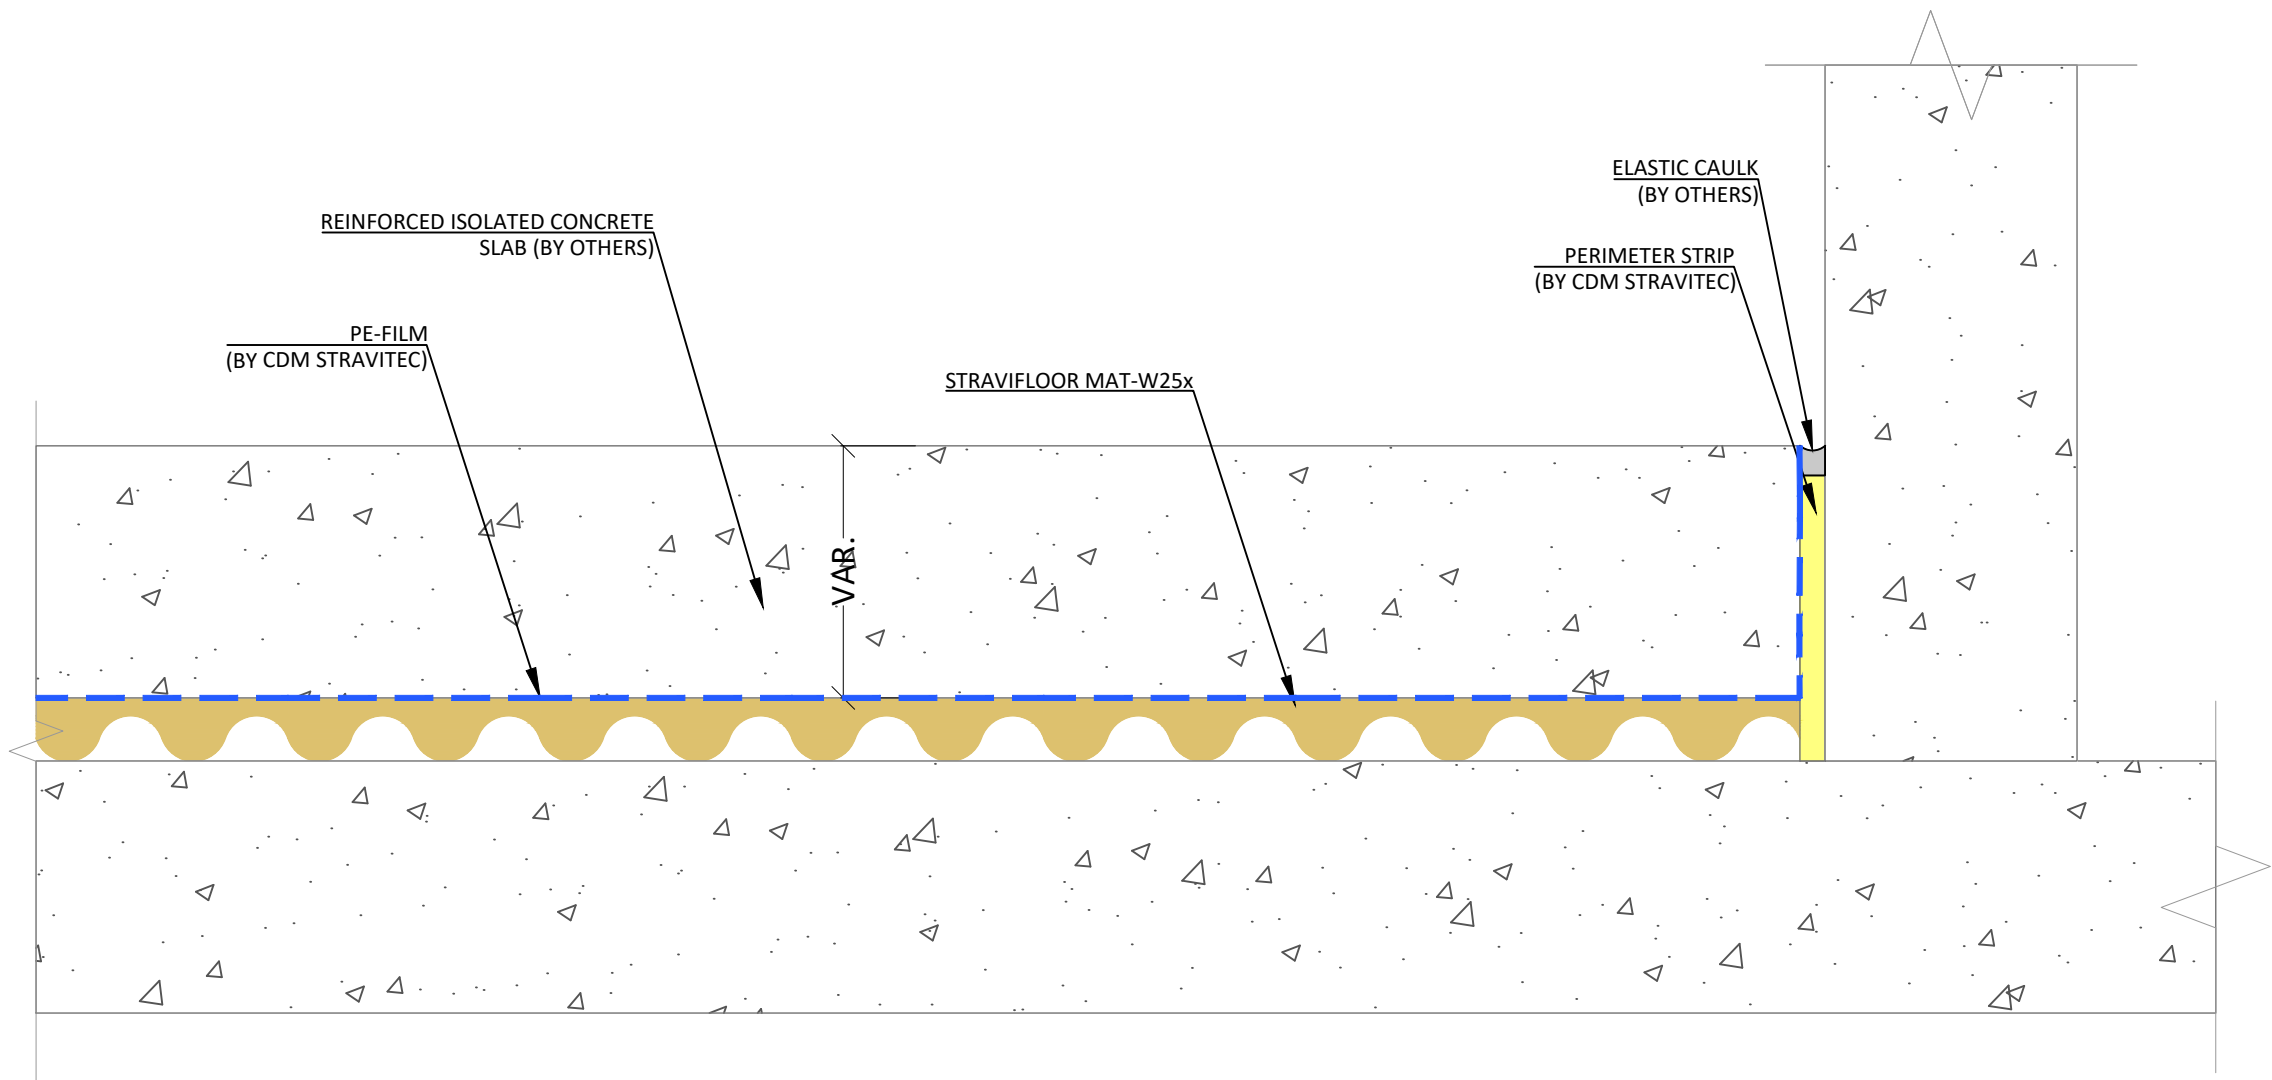 ELASTIC CAULK
(BY OTHERS)
REINFORCED ISOLATED CONCRETE
SLAB (BY OTHERS)
PERIMETER STRIP
(BY CDM STRAVITEC)
PE-FILM
(BY CDM STRAVITEC)
STRAVIFLOOR MAT-W25x
VAR.